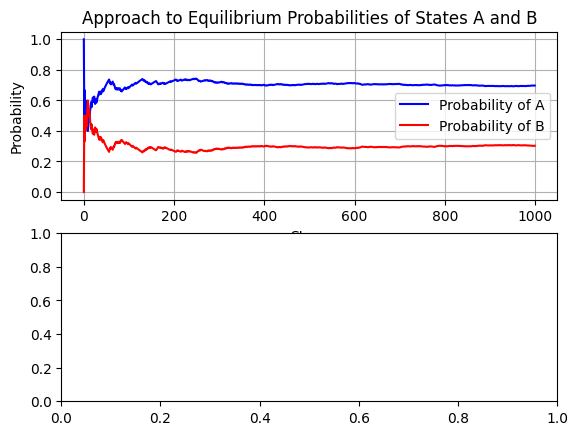 Approach to Equilibrium Probabilities of States A and B
1.0
0.8
0.6
0.4
0.2
0.0
Probability
Probability of A
Probability of B
0 200 400 600 800 1000
1.0
0.8
0.6
0.4
0.2
0.0
0.0 0.2 0.4 0.6 0.8 1.0